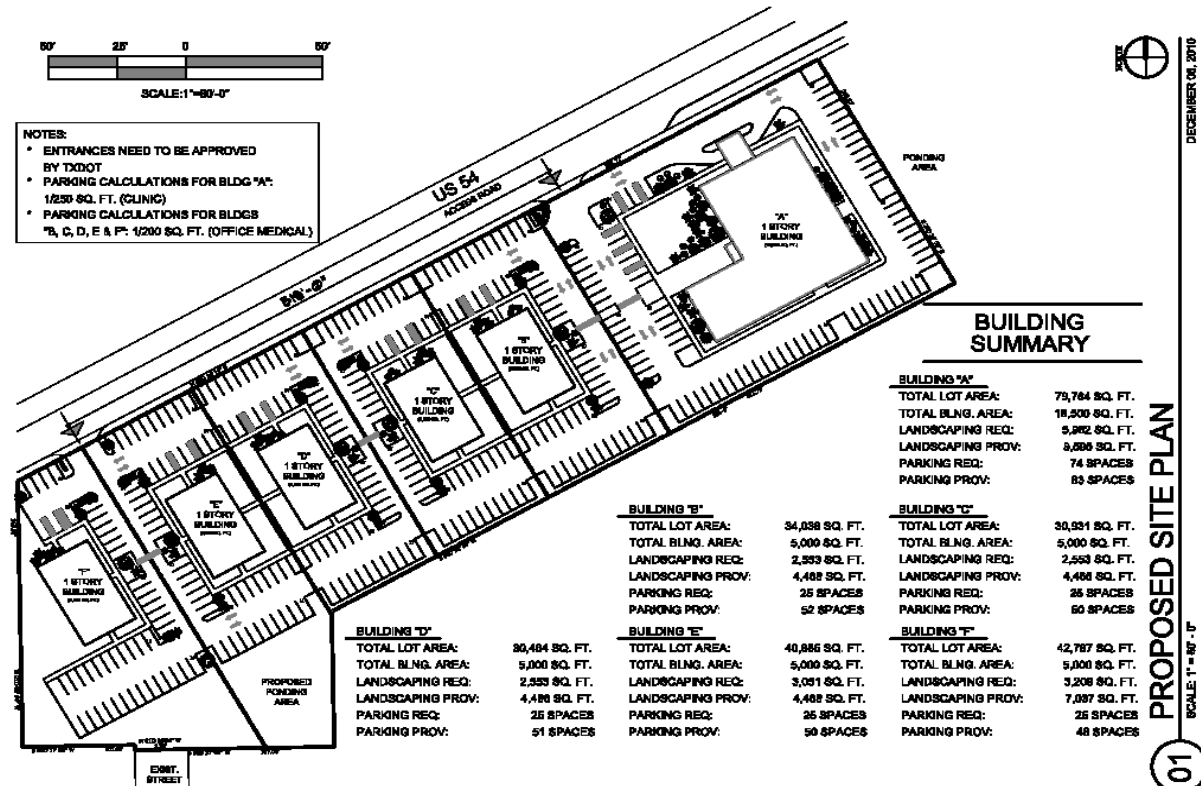 50' 25' 0 50'
SCALE:1"=60'-0"
NOTES:
* ENTRANCES NEED TO BE APPROVED
BY TXDOT
* PARKING CALCULATIONS FOR BLDG "A":
1/250 SQ. FT. (CLINIC)
* PARKING CALCULATIONS FOR BLDGS
"B, C, D, E & F": 1/200 SQ. FT. (OFFICE MEDICAL)
US 54
ACCESS ROAD
NORTH
DECEMBER 08, 2010
PONDING
AREA
"A"
1 STORY
BUILDING
"B"
1 STORY
BUILDING
"C"
1 STORY
BUILDING
"D"
1 STORY
BUILDING
"E"
1 STORY
BUILDING
"F"
1 STORY
BUILDING
PROPOSED
PONDING
AREA
EXIST.
STREET
BUILDING
SUMMARY
BUILDING "A"
TOTAL LOT AREA: 79,764 SQ. FT.
TOTAL BLNG. AREA: 18,500 SQ. FT.
LANDSCAPING REQ: SQ. FT.
LANDSCAPING PROV: SQ. FT.
PARKING REQ: 74 SPACES
PARKING PROV: 83 SPACES
BUILDING "B"
TOTAL LOT AREA: 34,038 SQ. FT.
TOTAL BLNG. AREA: 5,000 SQ. FT.
LANDSCAPING REQ: 2,553 SQ. FT.
LANDSCAPING PROV: 4,468 SQ. FT.
PARKING REQ: 25 SPACES
PARKING PROV: 52 SPACES
BUILDING "C"
TOTAL LOT AREA: 30,931 SQ. FT.
TOTAL BLNG. AREA: 5,000 SQ. FT.
LANDSCAPING REQ: 2,553 SQ. FT.
LANDSCAPING PROV: 4,466 SQ. FT.
PARKING REQ: 25 SPACES
PARKING PROV: 50 SPACES
BUILDING "D"
TOTAL LOT AREA: 30,484 SQ. FT.
TOTAL BLNG. AREA: 5,000 SQ. FT.
LANDSCAPING REQ: 2,553 SQ. FT.
LANDSCAPING PROV: 4,466 SQ. FT.
PARKING REQ: 25 SPACES
PARKING PROV: 51 SPACES
BUILDING "E"
TOTAL LOT AREA: SQ. FT.
TOTAL BLNG. AREA: 5,000 SQ. FT.
LANDSCAPING REQ: 3,051 SQ. FT.
LANDSCAPING PROV: 4,468 SQ. FT.
PARKING REQ: 25 SPACES
PARKING PROV: 50 SPACES
BUILDING "F"
TOTAL LOT AREA: 42,787 SQ. FT.
TOTAL BLNG. AREA: 5,000 SQ. FT.
LANDSCAPING REQ: 3,209 SQ. FT.
LANDSCAPING PROV: 7,037 SQ. FT.
PARKING REQ: 25 SPACES
PARKING PROV: 48 SPACES
PROPOSED SITE PLAN
SCALE: 1" = 60' - 0"
01